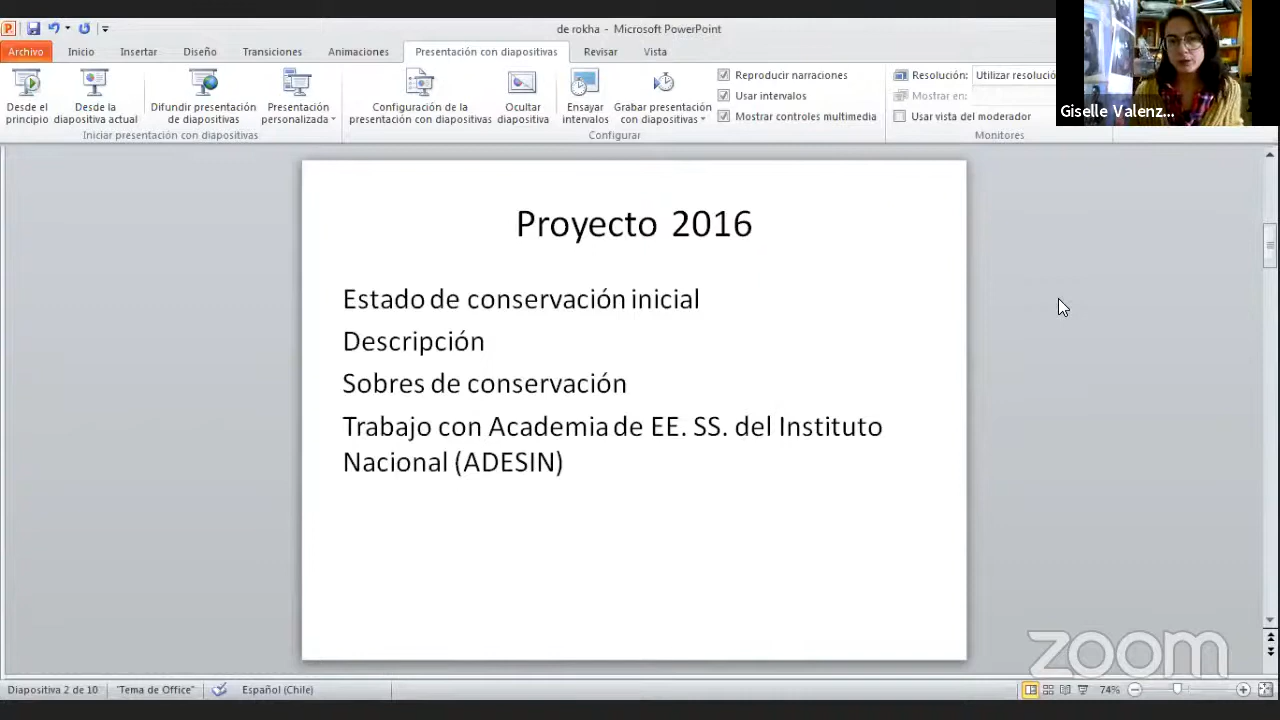 de rokha - Microsoft PowerPoint
Archivo Inicio Insertar Diseño Transiciones Animaciones Presentación con diapositivas Revisar Vista
Desde el principio
Desde la diapositiva actual
Difundir presentación de diapositivas
Presentación personalizada
Iniciar presentación con diapositivas
Configuración de la presentación con diapositivas
Ocultar diapositiva
Ensayar intervalos
Grabar presentación con diapositivas
Reproducir narraciones
Usar intervalos
Mostrar controles multimedia
Configurar
Resolución: Utilizar resolució
Mostrar en:
Usar vista del moderador
Monitores
Giselle Valenz...
Proyecto 2016
Estado de conservación inicial
Descripción
Sobres de conservación
Trabajo con Academia de EE. SS. del Instituto
Nacional (ADESIN)
zoom
Diapositiva 2 de 10 "Tema de Office" Español (Chile) 74%